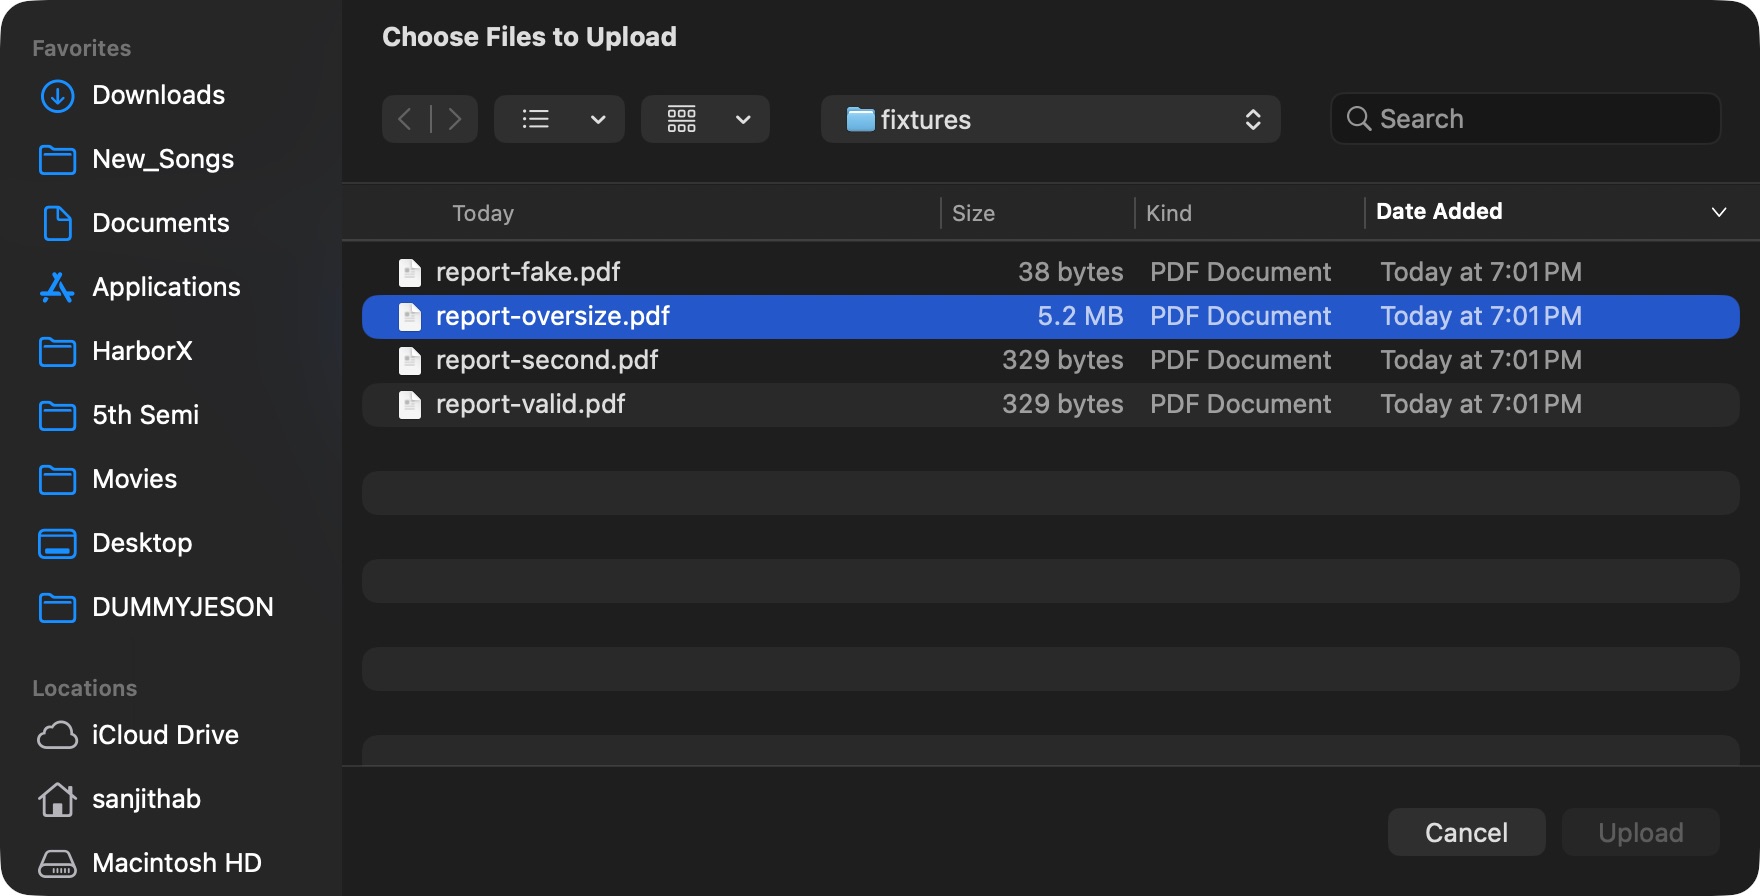 Favorites
Downloads
New_Songs
Documents
Applications
HarborX
5th Semi
Movies
Desktop
DUMMYJESON
Locations
iCloud Drive
sanjithab
Macintosh HD
Choose Files to Upload
fixtures
Search
Today Size Kind Date Added
report-fake.pdf 38 bytes PDF Document Today at 7:01 PM
report-oversize.pdf 5.2 MB PDF Document Today at 7:01 PM
report-second.pdf 329 bytes PDF Document Today at 7:01 PM
report-valid.pdf 329 bytes PDF Document Today at 7:01 PM
Cancel Upload